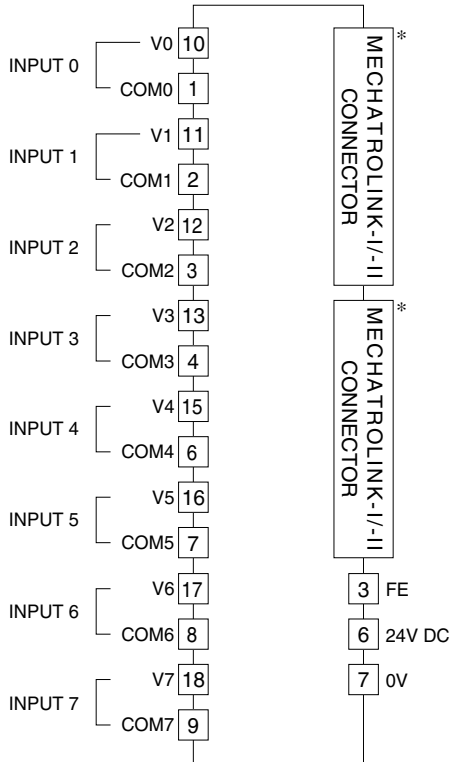 INPUT 0
V0 10
COM0 1
INPUT 1
V1 11
COM1 2
INPUT 2
V2 12
COM2 3
INPUT 3
V3 13
COM3 4
INPUT 4
V4 15
COM4 6
INPUT 5
V5 16
COM5 7
INPUT 6
V6 17
COM6 8
INPUT 7
V7 18
COM7 9
MECHATROLINK-I/-II
CONNECTOR
*
MECHATROLINK-I/-II
CONNECTOR
*
3 FE
6 24V DC
7 0V